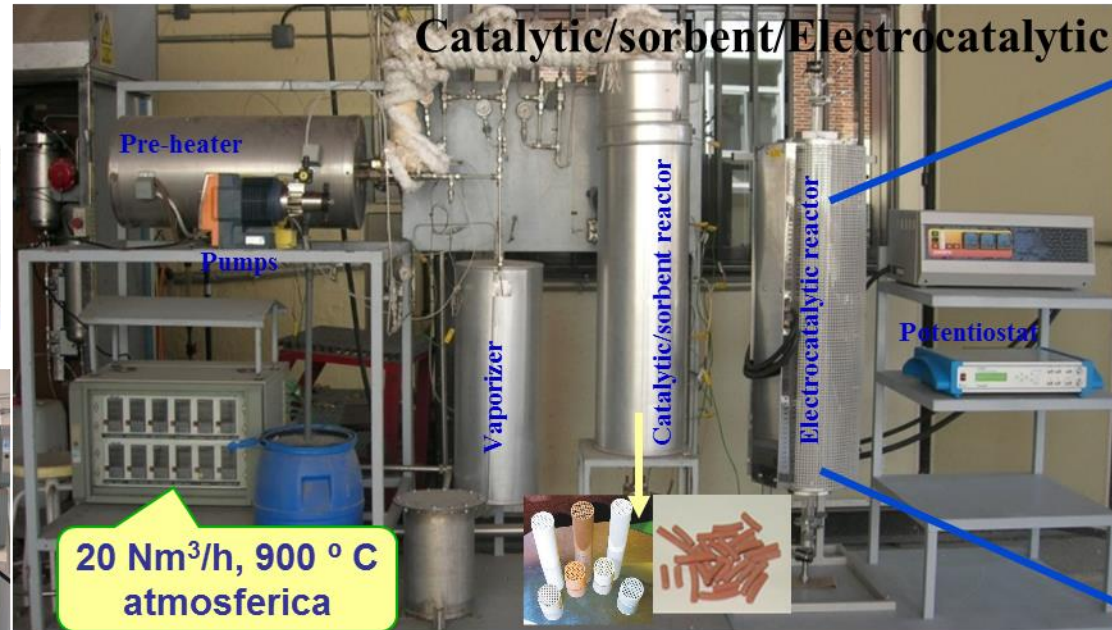 Catalytic/sorbent/Electrocatalytic
Pre-heater
Pumps
Vaporizer
Catalytic/sorbent reactor
Electrocatalytic reactor
Potentiostat
20 Nm³/h, 900 º C
atmosferica